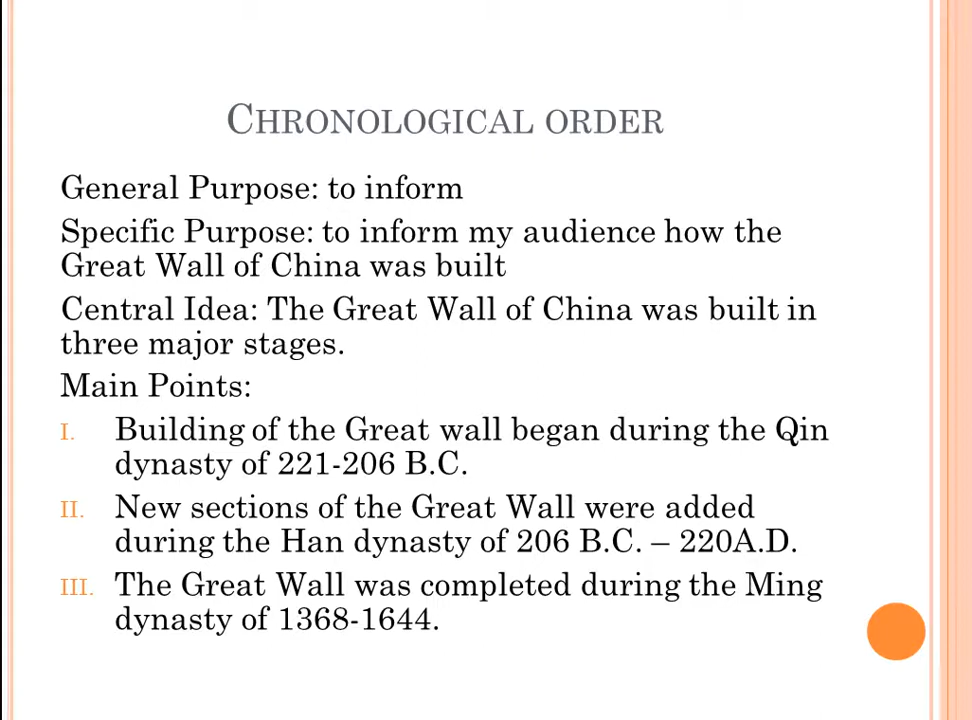 CHRONOLOGICAL ORDER
General Purpose: to inform
Specific Purpose: to inform my audience how the
Great Wall of China was built
Central Idea: The Great Wall of China was built in
three major stages.
Main Points:
I. Building of the Great wall began during the Qin
dynasty of 221-206 B.C.
II. New sections of the Great Wall were added
during the Han dynasty of 206 B.C. – 220A.D.
III. The Great Wall was completed during the Ming
dynasty of 1368-1644.